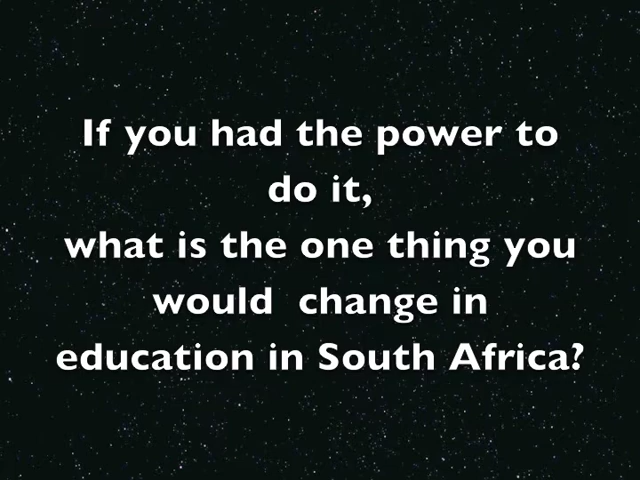 If you had the power to
do it,
what is the one thing you
would  change in
education in South Africa?